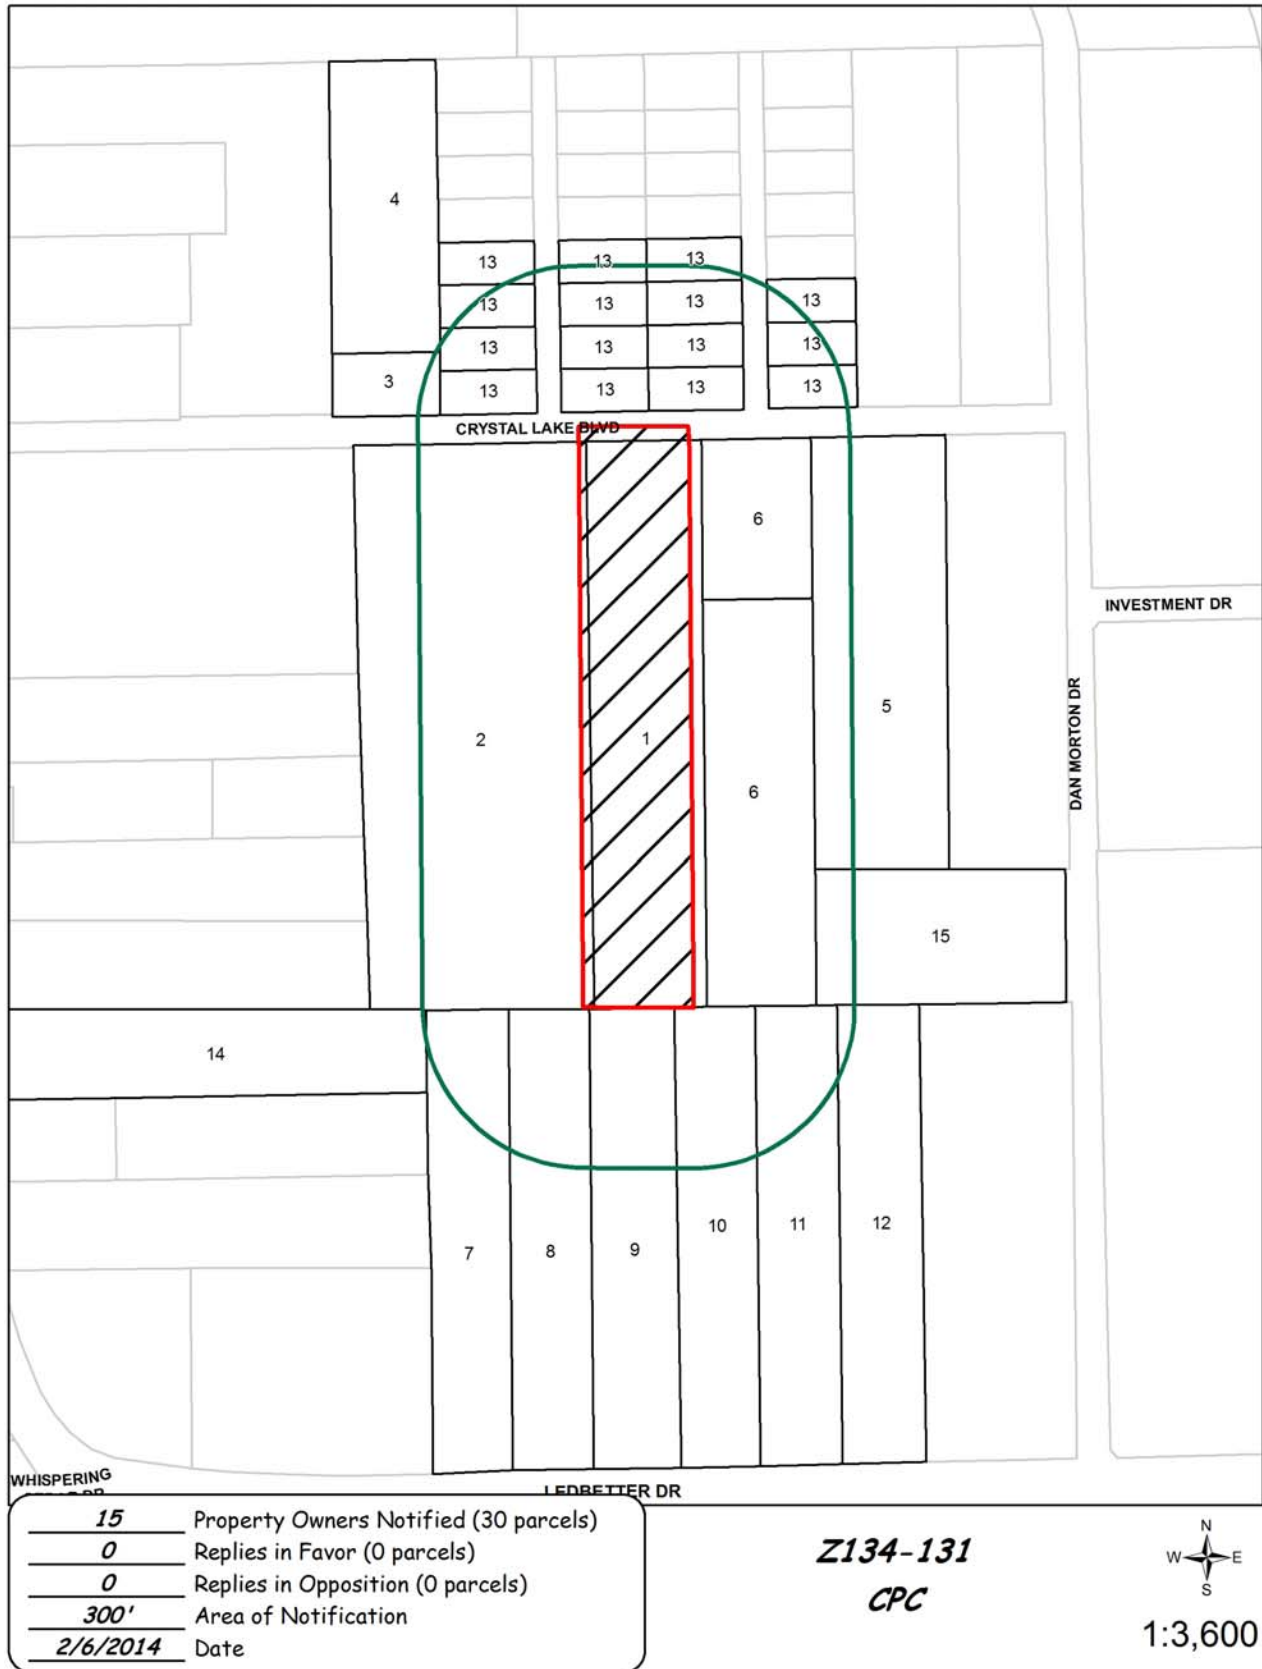 4
13 13 13
13 13 13 13
13 13 13 13
3 13 13 13 13
CRYSTAL LAKE BLVD
6
INVESTMENT DR
5
DAN MORTON DR
2 1
6
15
14
10 11 12
7 8 9
WHISPERING
LEDBETTER DR
15 Property Owners Notified (30 parcels)
0 Replies in Favor (0 parcels)
0 Replies in Opposition (0 parcels)
300' Area of Notification
2/6/2014 Date
Z134-131
CPC
N
W E
S
1:3,600